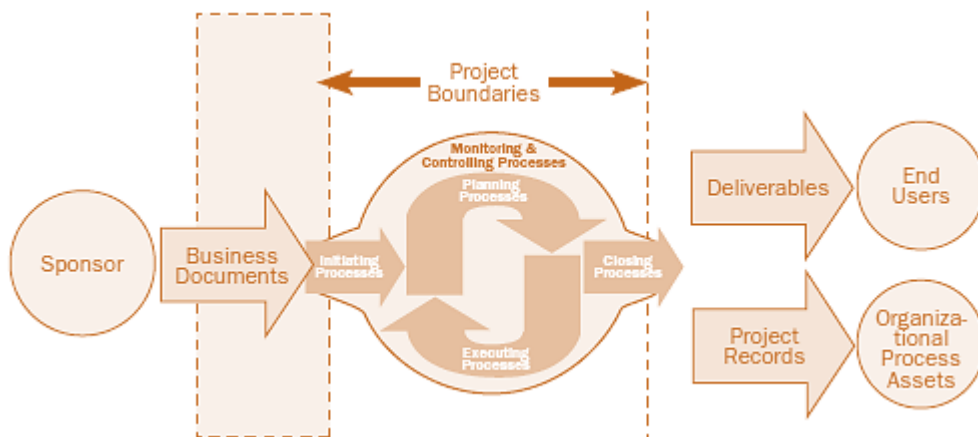 Project
Boundaries
Monitoring &
Controlling Processes
Planning
Processes
Sponsor
Business
Documents
Initiating
Processes
Closing
Processes
Executing
Processes
Deliverables
End
Users
Project
Records
Organiza-
tional
Process
Assets